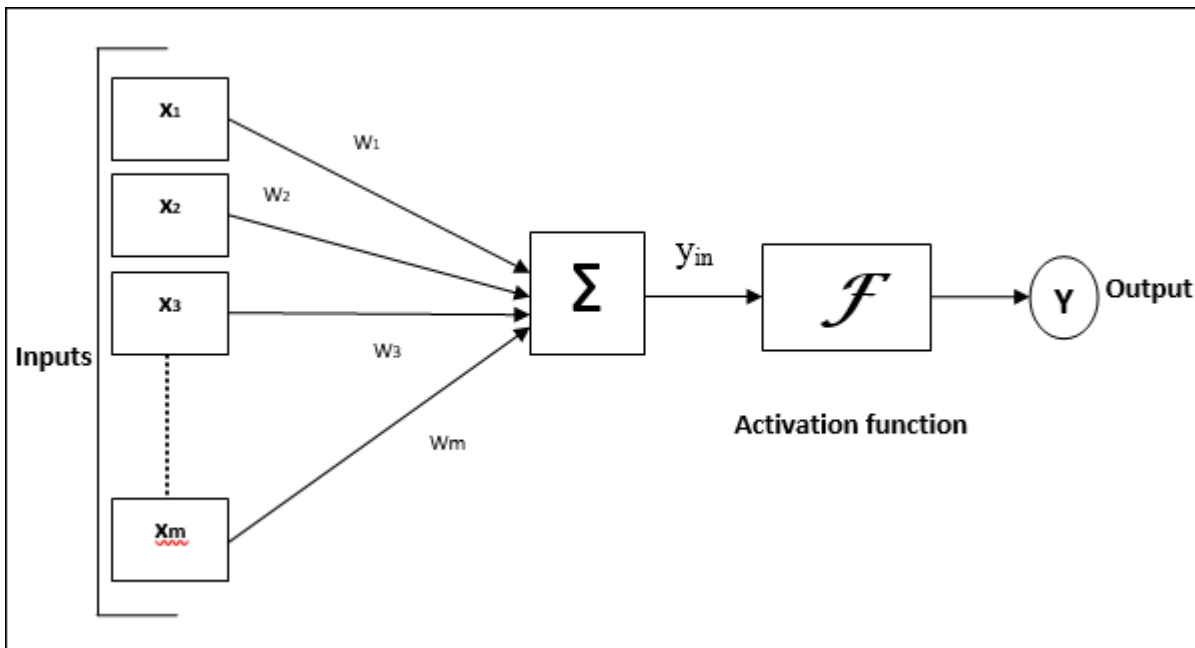 x1
W1
x2
W2
x3
W3
Inputs
xm
Wm
Σ
yin
ℱ
Activation function
Y
Output